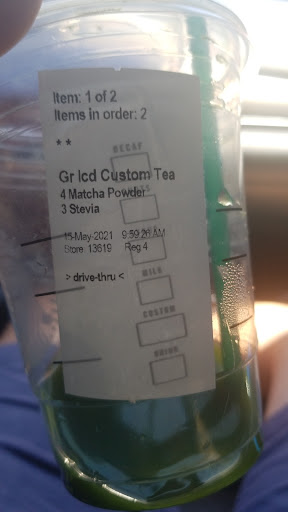 Item: 1 of 2
Items in order: 2
**
DECAF
Gr icd Custom Tea
4 Matcha Powder
3 Stevia
15-May-2021 9:59:26 AM
Store 13619 Reg 4
> drive-thru <
MILK
CUSTOM
DRINK